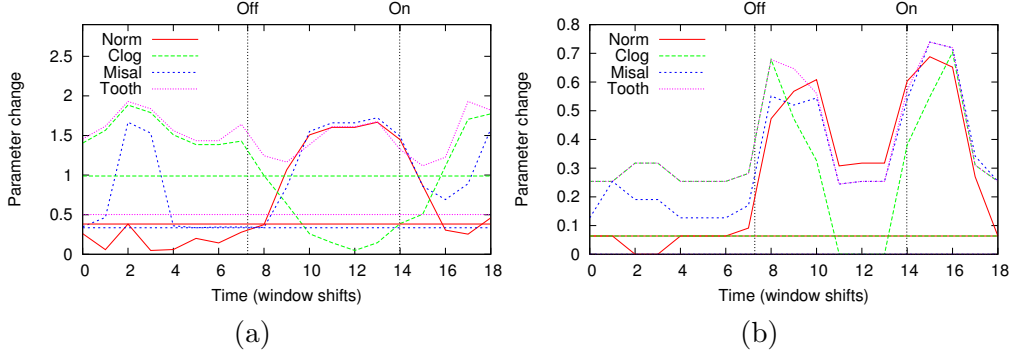 Off On
Norm
Clog
Misal
Tooth
Parameter change
0 0.5 1 1.5 2 2.5
0 2 4 6 8 10 12 14 16 18
Time (window shifts)
(a)
Off On
Norm
Clog
Misal
Tooth
Parameter change
0 0.1 0.2 0.3 0.4 0.5 0.6 0.7 0.8
0 2 4 6 8 10 12 14 16 18
Time (window shifts)
(b)